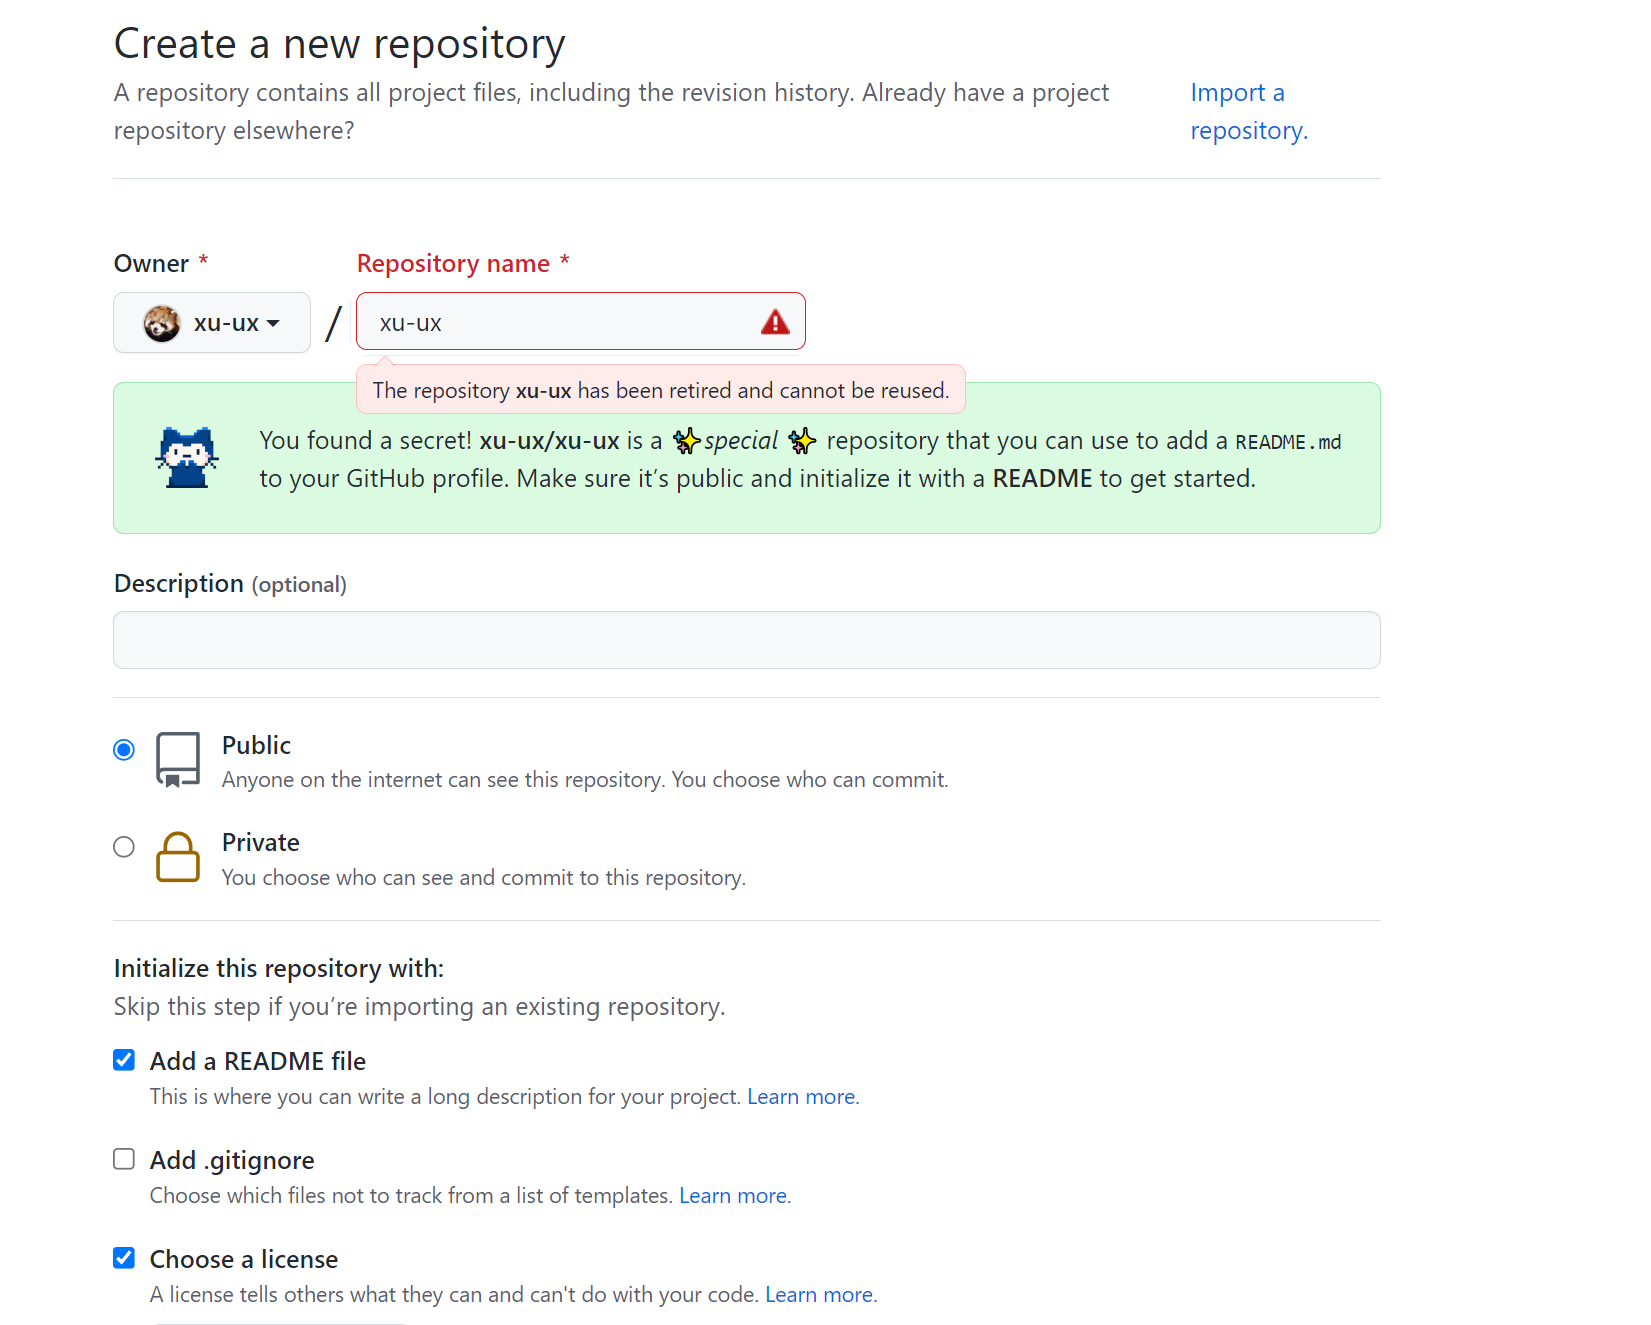 Create a new repository
A repository contains all project files, including the revision history. Already have a project
repository elsewhere?
Import a
repository.
Owner *
Repository name *
xu-ux
/
xu-ux
The repository xu-ux has been retired and cannot be reused.
You found a secret! xu-ux/xu-ux is a ✨special ✨ repository that you can use to add a README.md
to your GitHub profile. Make sure it’s public and initialize it with a README to get started.
Description (optional)
Public
Anyone on the internet can see this repository. You choose who can commit.
Private
You choose who can see and commit to this repository.
Initialize this repository with:
Skip this step if you’re importing an existing repository.
Add a README file
This is where you can write a long description for your project. Learn more.
Add .gitignore
Choose which files not to track from a list of templates. Learn more.
Choose a license
A license tells others what they can and can't do with your code. Learn more.